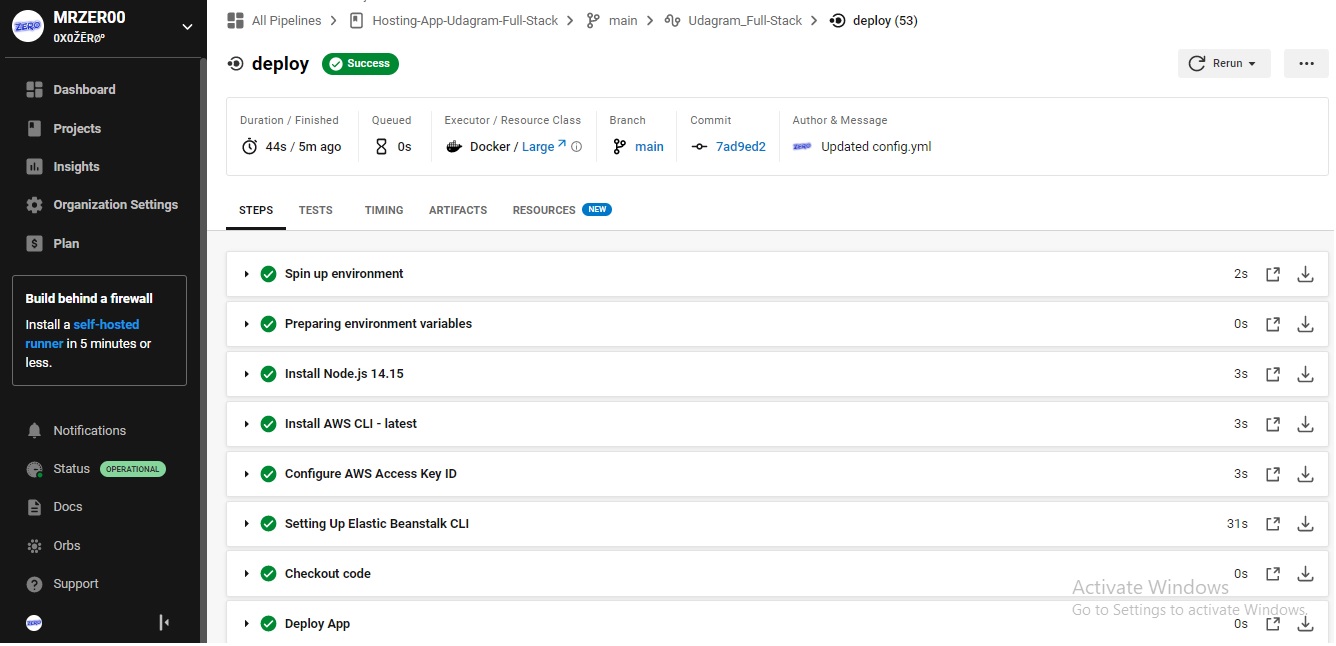 MRZER00
0X0ŽĒRØº
Dashboard
Projects
Insights
Organization Settings
Plan
Build behind a firewall
Install a self-hosted
runner in 5 minutes or
less.
Notifications
Status OPERATIONAL
Docs
Orbs
Support
All Pipelines
Hosting-App-Udagram-Full-Stack
main
Udagram_Full-Stack
deploy (53)
deploy Success
Rerun
Duration / Finished
44s / 5m ago
Queued
0s
Executor / Resource Class
Docker / Large
Branch
main
Commit
7ad9ed2
Author & Message
ZERO Updated config.yml
STEPS TESTS TIMING ARTIFACTS RESOURCES NEW
Spin up environment 2s
Preparing environment variables 0s
Install Node.js 14.15 3s
Install AWS CLI - latest 3s
Configure AWS Access Key ID 3s
Setting Up Elastic Beanstalk CLI 31s
Checkout code 0s
Deploy App 0s
Activate Windows
Go to Settings to activate Windows.